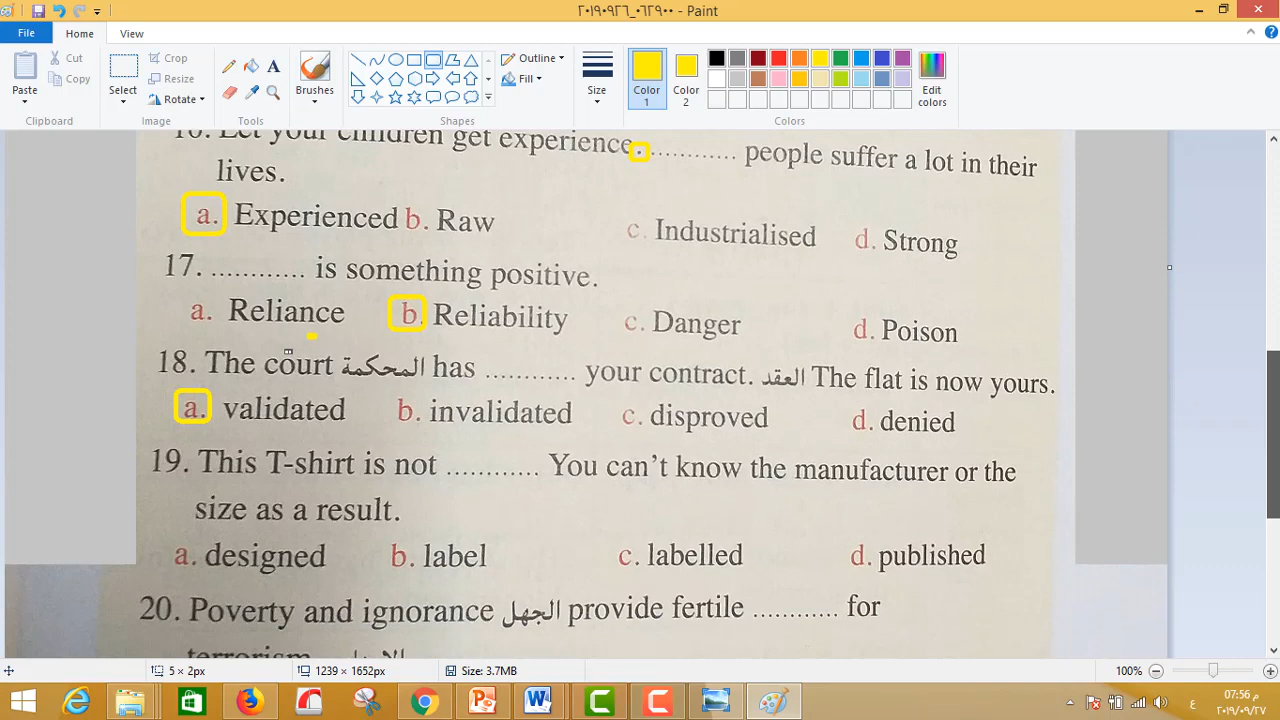 ٢٠١٩٠٩٢٦_٠٦٢٩٠٠ - Paint
File
Home
View
Paste
Cut
Copy
Clipboard
Select
Crop
Resize
Rotate
Image
Tools
Brushes
Outline
Fill
Shapes
Size
Color 1
Color 2
Edit colors
Colors
16. Let your children get experience. ............ people suffer a lot in their
lives.
a. Experienced b. Raw c. Industrialised d. Strong
17. ............ is something positive.
a. Reliance b. Reliability c. Danger d. Poison
18. The court المحكمة has ............ your contract. العقد The flat is now yours.
a. validated b. invalidated c. disproved d. denied
19. This T-shirt is not ............ You can't know the manufacturer or the
size as a result.
a. designed b. label c. labelled d. published
20. Poverty and ignorance الجهل provide fertile ............ for
terrorism
5 × 2px
1239 × 1652px
Size: 3.7MB
100%
ع
07:56 م
٢٠١٩/٠٩/٢٧